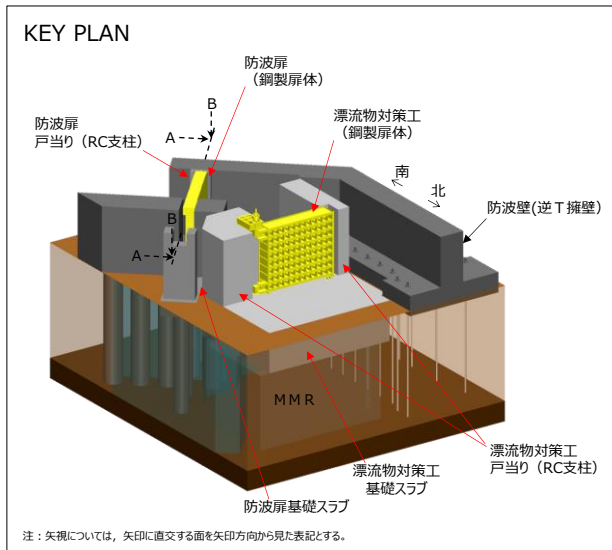 KEY PLAN
防波扉
（鋼製扉体）
B
A
防波扉
戸当り（RC支柱）
漂流物対策工
（鋼製扉体）
南
北
防波壁(逆Ｔ擁壁)
B
A
ＭＭＲ
漂流物対策工
戸当り（RC支柱）
漂流物対策工
基礎スラブ
防波扉基礎スラブ
注：矢視については，矢印に直交する面を矢印方向から見た表記とする。